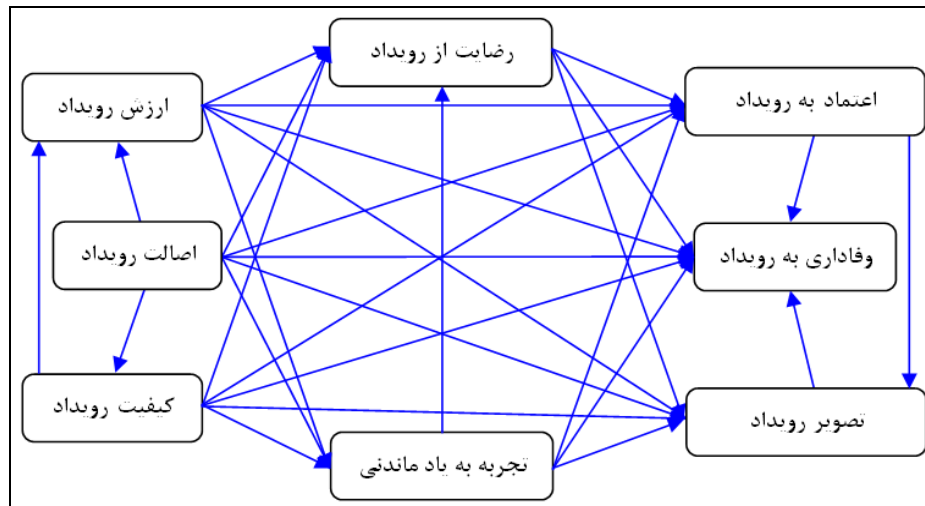 رضایت از رویداد
اعتماد به رویداد
ارزش رویداد
اصالت رویداد
وفاداری به رویداد
کیفیت رویداد
تصویر رویداد
تجربه به یاد ماندنی